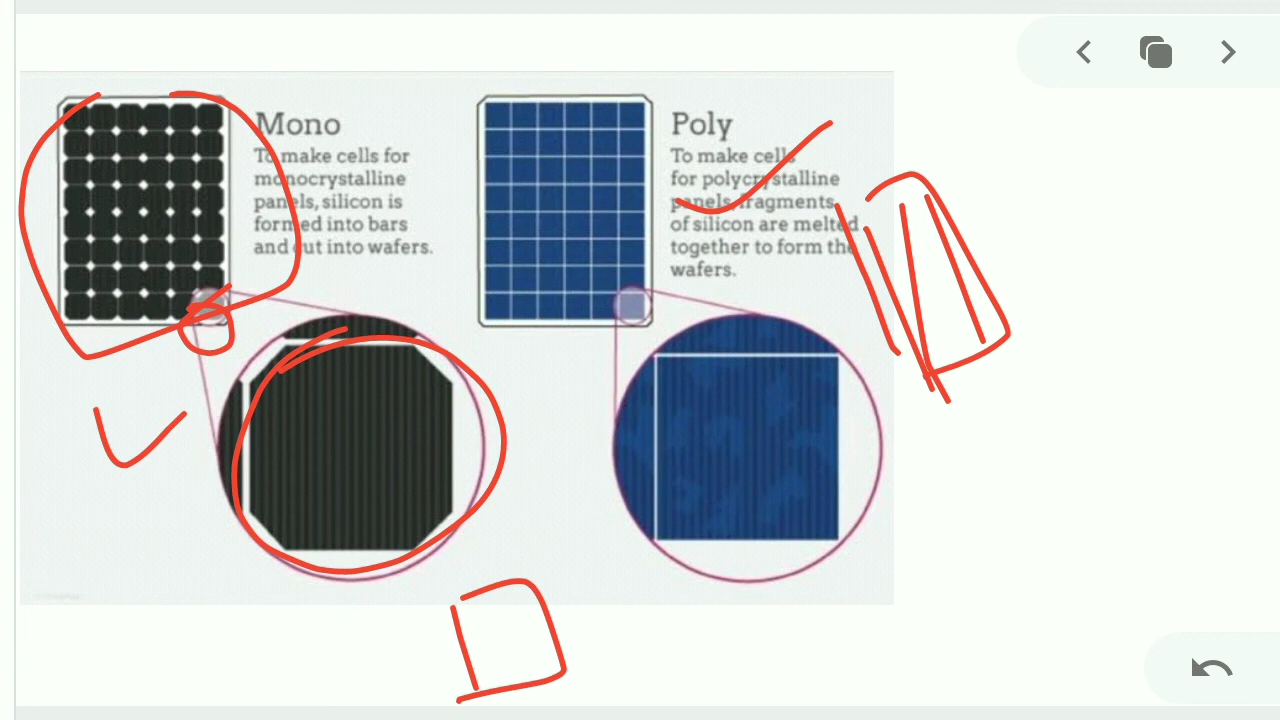 Mono
To make cells for
monocrystalline
panels, silicon is
formed into bars
and cut into wafers.
Poly
To make cells
for polycrystalline
panels, fragments
of silicon are melted
together to form the
wafers.